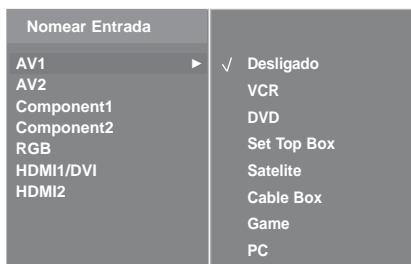 Nomear Entrada
AV1
AV2
Component1
Component2
RGB
HDMI1/DVI
HDMI2
Desligado
VCR
DVD
Set Top Box
Satelite
Cable Box
Game
PC